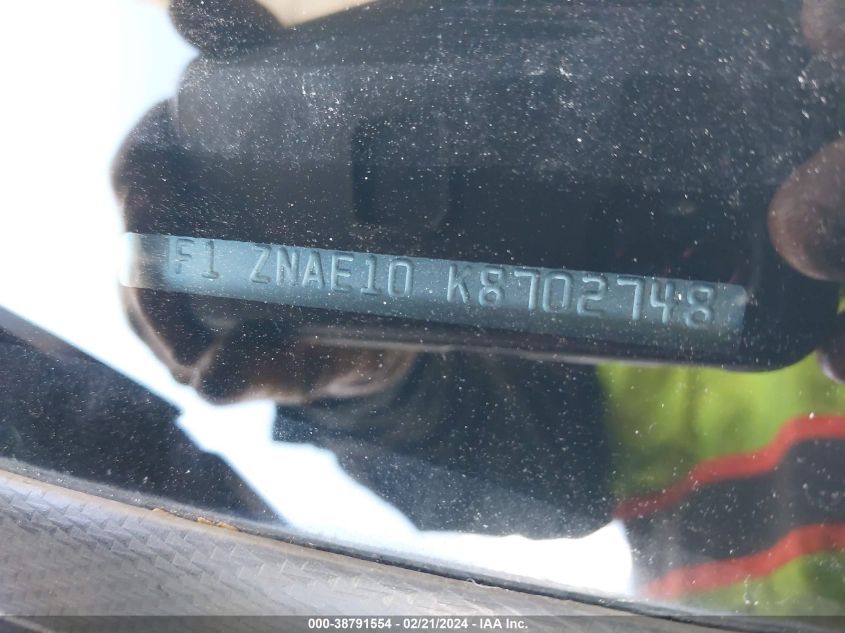 F1 ZNAE10 K8702748
000-38791554 / 02/21/2024 - IAA, Inc.